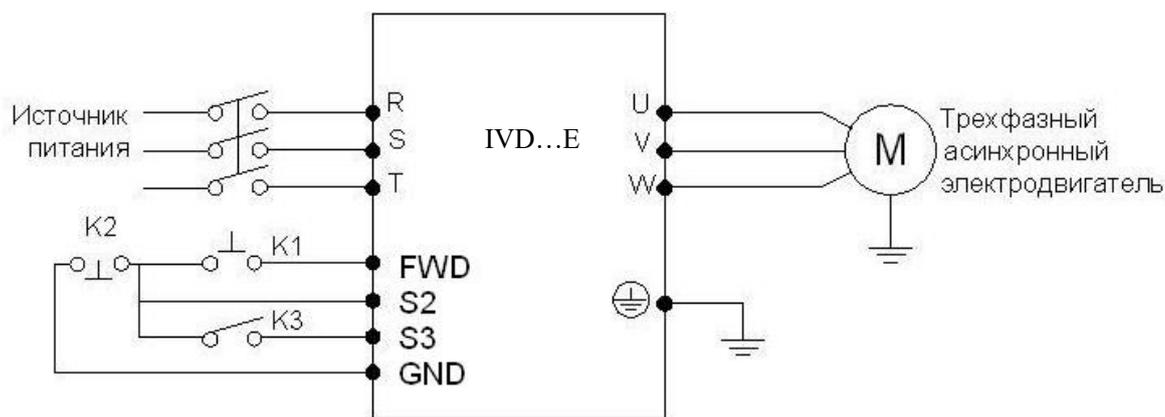 Источник
питания
R
S
T
IVD…E
U
V
W
M
Трехфазный
асинхронный
электродвигатель
K2
K1
K3
FWD
S2
S3
GND